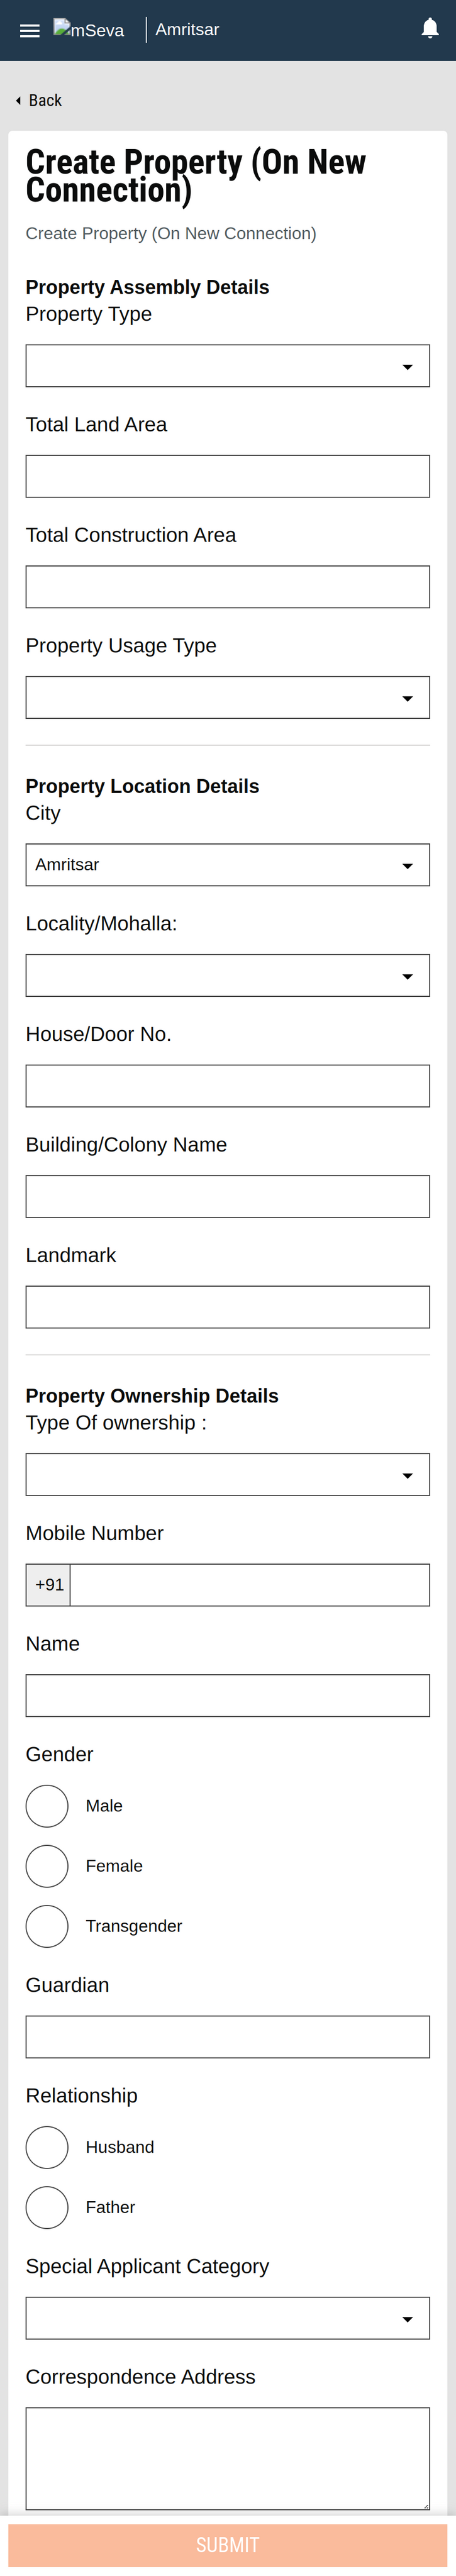 mSeva
Amritsar
Back
Create Property (On New
Connection)
Create Property (On New Connection)
Property Assembly Details
Property Type
Total Land Area
Total Construction Area
Property Usage Type
Property Location Details
City
Amritsar
Locality/Mohalla:
House/Door No.
Building/Colony Name
Landmark
Property Ownership Details
Type Of ownership :
Mobile Number
+91
Name
Gender
Male
Female
Transgender
Guardian
Relationship
Husband
Father
Special Applicant Category
Correspondence Address
SUBMIT